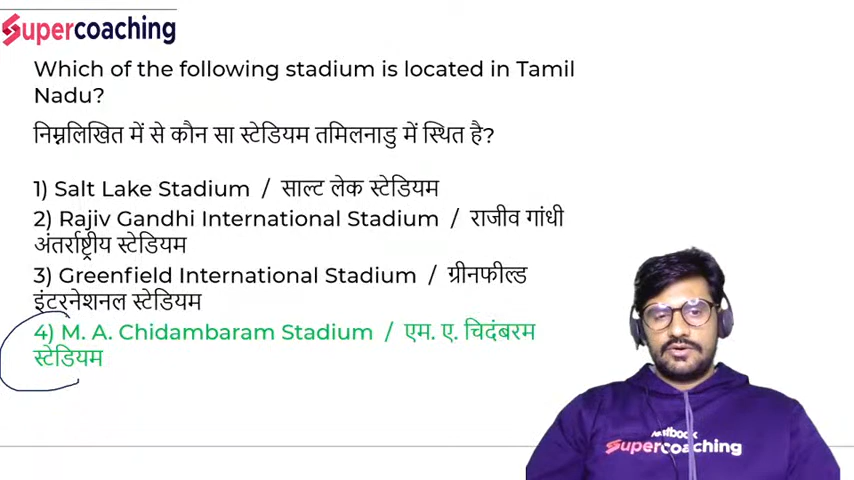 Supercoaching
Which of the following stadium is located in Tamil
Nadu?
निम्नलिखित में से कौन सा स्टेडियम तमिलनाडु में स्थित है?
1) Salt Lake Stadium / साल्ट लेक स्टेडियम
2) Rajiv Gandhi International Stadium / राजीव गांधी
अंतर्राष्ट्रीय स्टेडियम
3) Greenfield International Stadium / ग्रीनफील्ड
इंटरनेशनल स्टेडियम
4) M. A. Chidambaram Stadium / एम. ए. चिदंबरम
स्टेडियम
Supercoaching